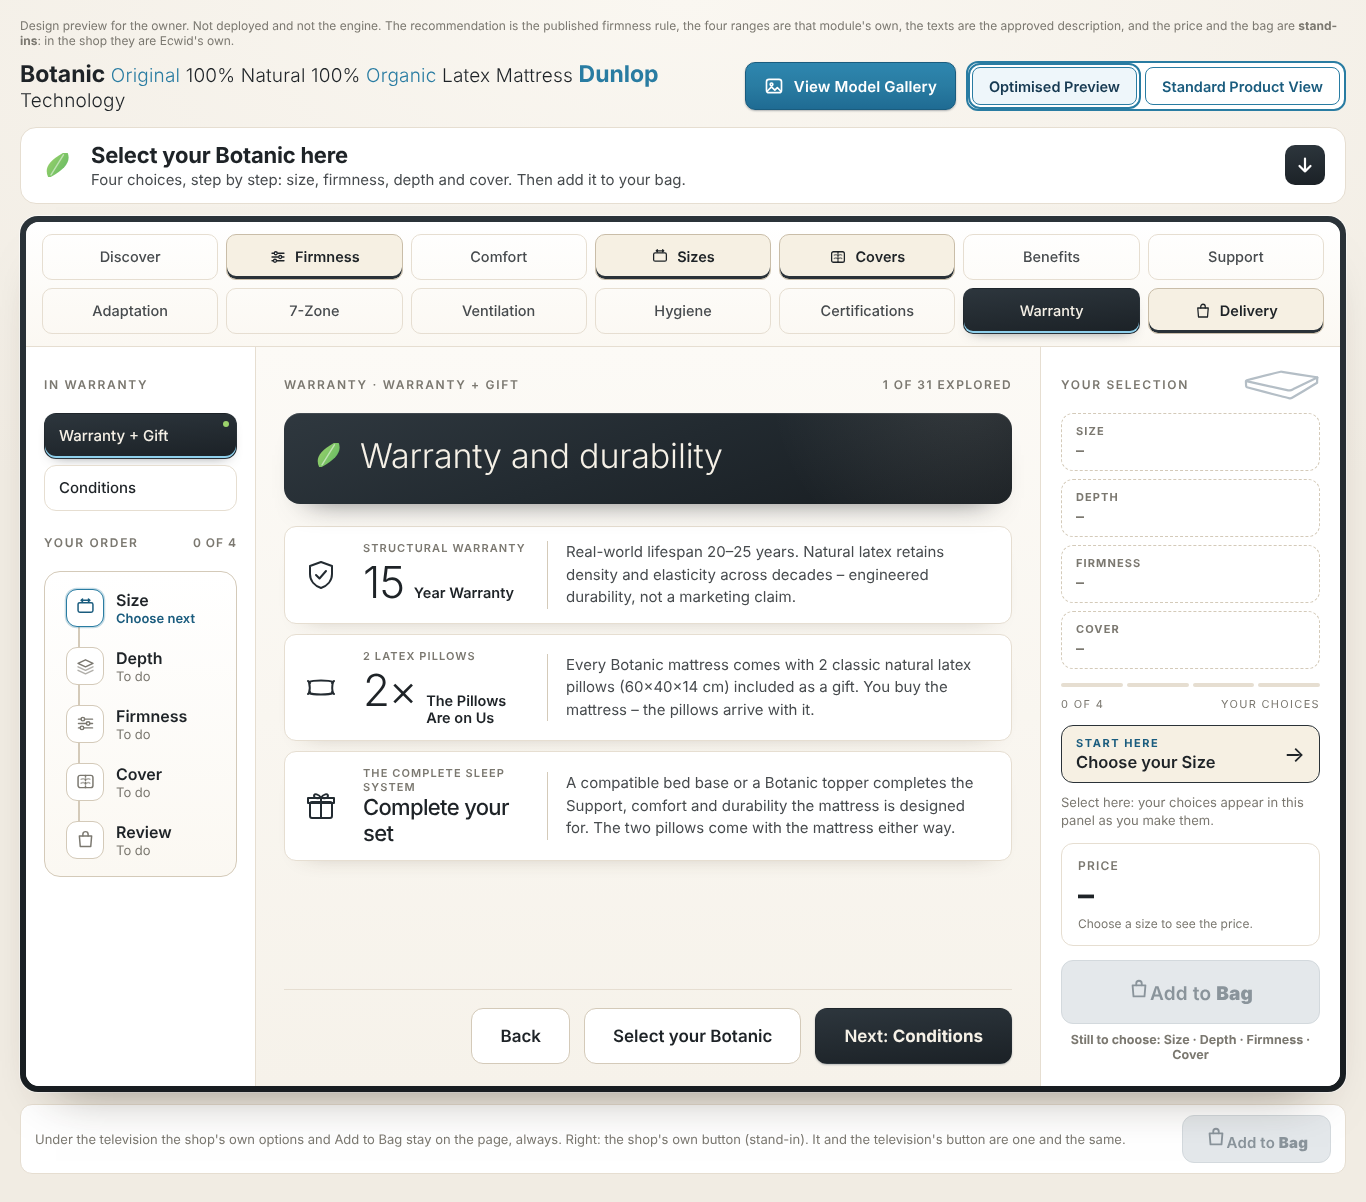 Design preview for the owner. Not deployed and not the engine. The recommendation is the published firmness rule, the four ranges are that module's own, the texts are the approved description, and the price and the bag are stand-
ins: in the shop they are Ecwid's own.
Botanic Original 100% Natural 100% Organic Latex Mattress Dunlop
Technology
View Model Gallery
Optimised Preview
Standard Product View
Select your Botanic here
Four choices, step by step: size, firmness, depth and cover. Then add it to your bag.
Discover
Firmness
Comfort
Sizes
Covers
Benefits
Support
Adaptation
7-Zone
Ventilation
Hygiene
Certifications
Warranty
Delivery
IN WARRANTY
Warranty + Gift
Conditions
YOUR ORDER
0 OF 4
Size
Choose next
Depth
To do
Firmness
To do
Cover
To do
Review
To do
WARRANTY · WARRANTY + GIFT
1 OF 31 EXPLORED
Warranty and durability
STRUCTURAL WARRANTY
15 Year Warranty
Real-world lifespan 20–25 years. Natural latex retains
density and elasticity across decades – engineered
durability, not a marketing claim.
2 LATEX PILLOWS
2× The Pillows
Are on Us
Every Botanic mattress comes with 2 classic natural latex
pillows (60×40×14 cm) included as a gift. You buy the
mattress – the pillows arrive with it.
THE COMPLETE SLEEP
SYSTEM
Complete your
set
A compatible bed base or a Botanic topper completes the
Support, comfort and durability the mattress is designed
for. The two pillows come with the mattress either way.
Back
Select your Botanic
Next: Conditions
YOUR SELECTION
SIZE
–
DEPTH
–
FIRMNESS
–
COVER
–
0 OF 4
YOUR CHOICES
START HERE
Choose your Size
Select here: your choices appear in this
panel as you make them.
PRICE
–
Choose a size to see the price.
Add to Bag
Still to choose: Size · Depth · Firmness ·
Cover
Under the television the shop's own options and Add to Bag stay on the page, always. Right: the shop's own button (stand-in). It and the television's button are one and the same.
Add to Bag